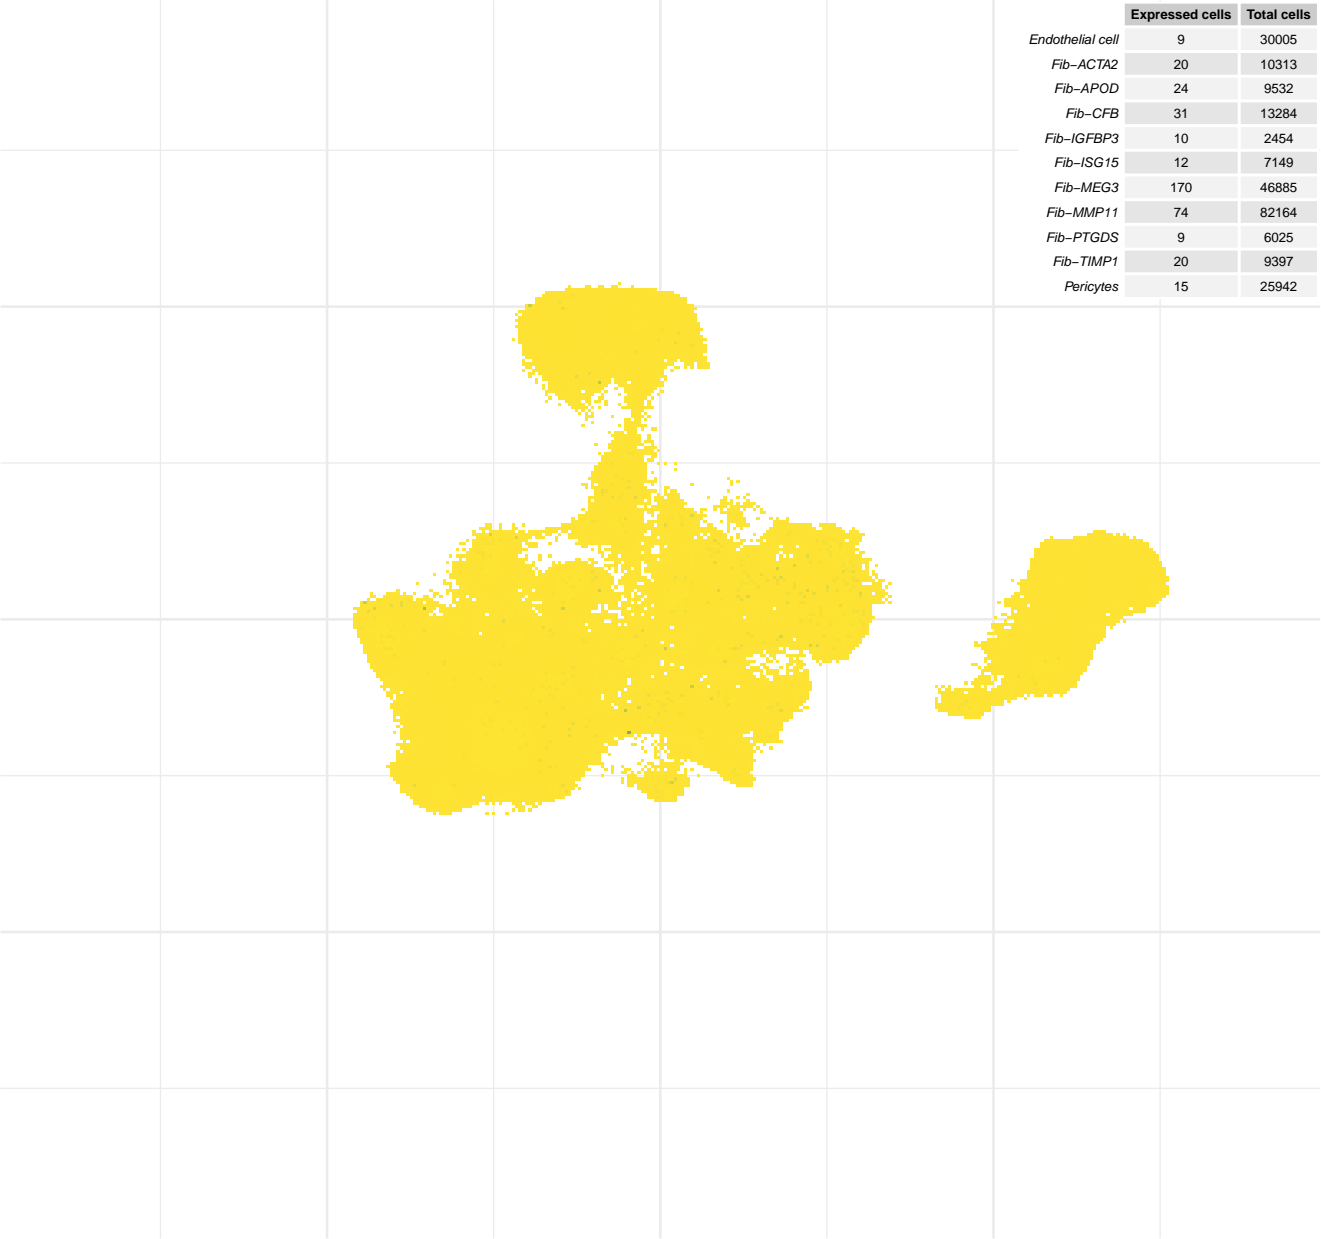 Expressed cells Total cells
Endothelial cell 9 30005
Fib−ACTA2 20 10313
Fib−APOD 24 9532
Fib−CFB 31 13284
Fib−IGFBP3 10 2454
Fib−ISG15 12 7149
Fib−MEG3 170 46885
Fib−MMP11 74 82164
Fib−PTGDS 9 6025
Fib−TIMP1 20 9397
Pericytes 15 25942